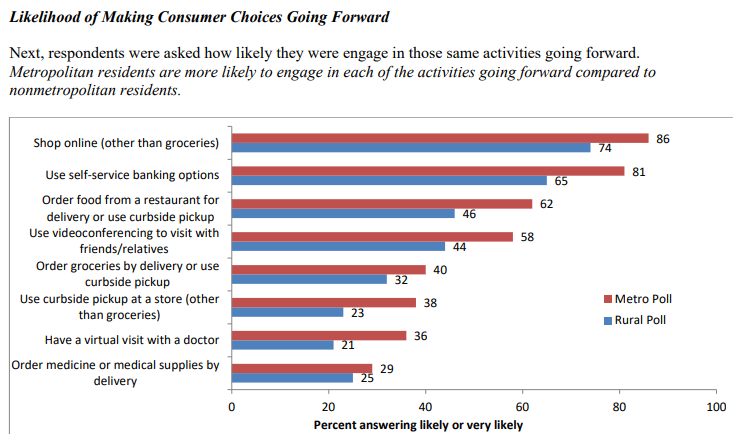 Likelihood of Making Consumer Choices Going Forward
Next, respondents were asked how likely they were engage in those same activities going forward.
Metropolitan residents are more likely to engage in each of the activities going forward compared to
nonmetropolitan residents.
Shop online (other than groceries)
86
74
Use self-service banking options
81
65
Order food from a restaurant for
delivery or use curbside pickup
62
46
Use videoconferencing to visit with
friends/relatives
58
44
Order groceries by delivery or use
curbside pickup
40
32
Use curbside pickup at a store (other
than groceries)
38
23
Have a virtual visit with a doctor
36
21
Order medicine or medical supplies by
delivery
29
25
Metro Poll
Rural Poll
0 20 40 60 80 100
Percent answering likely or very likely